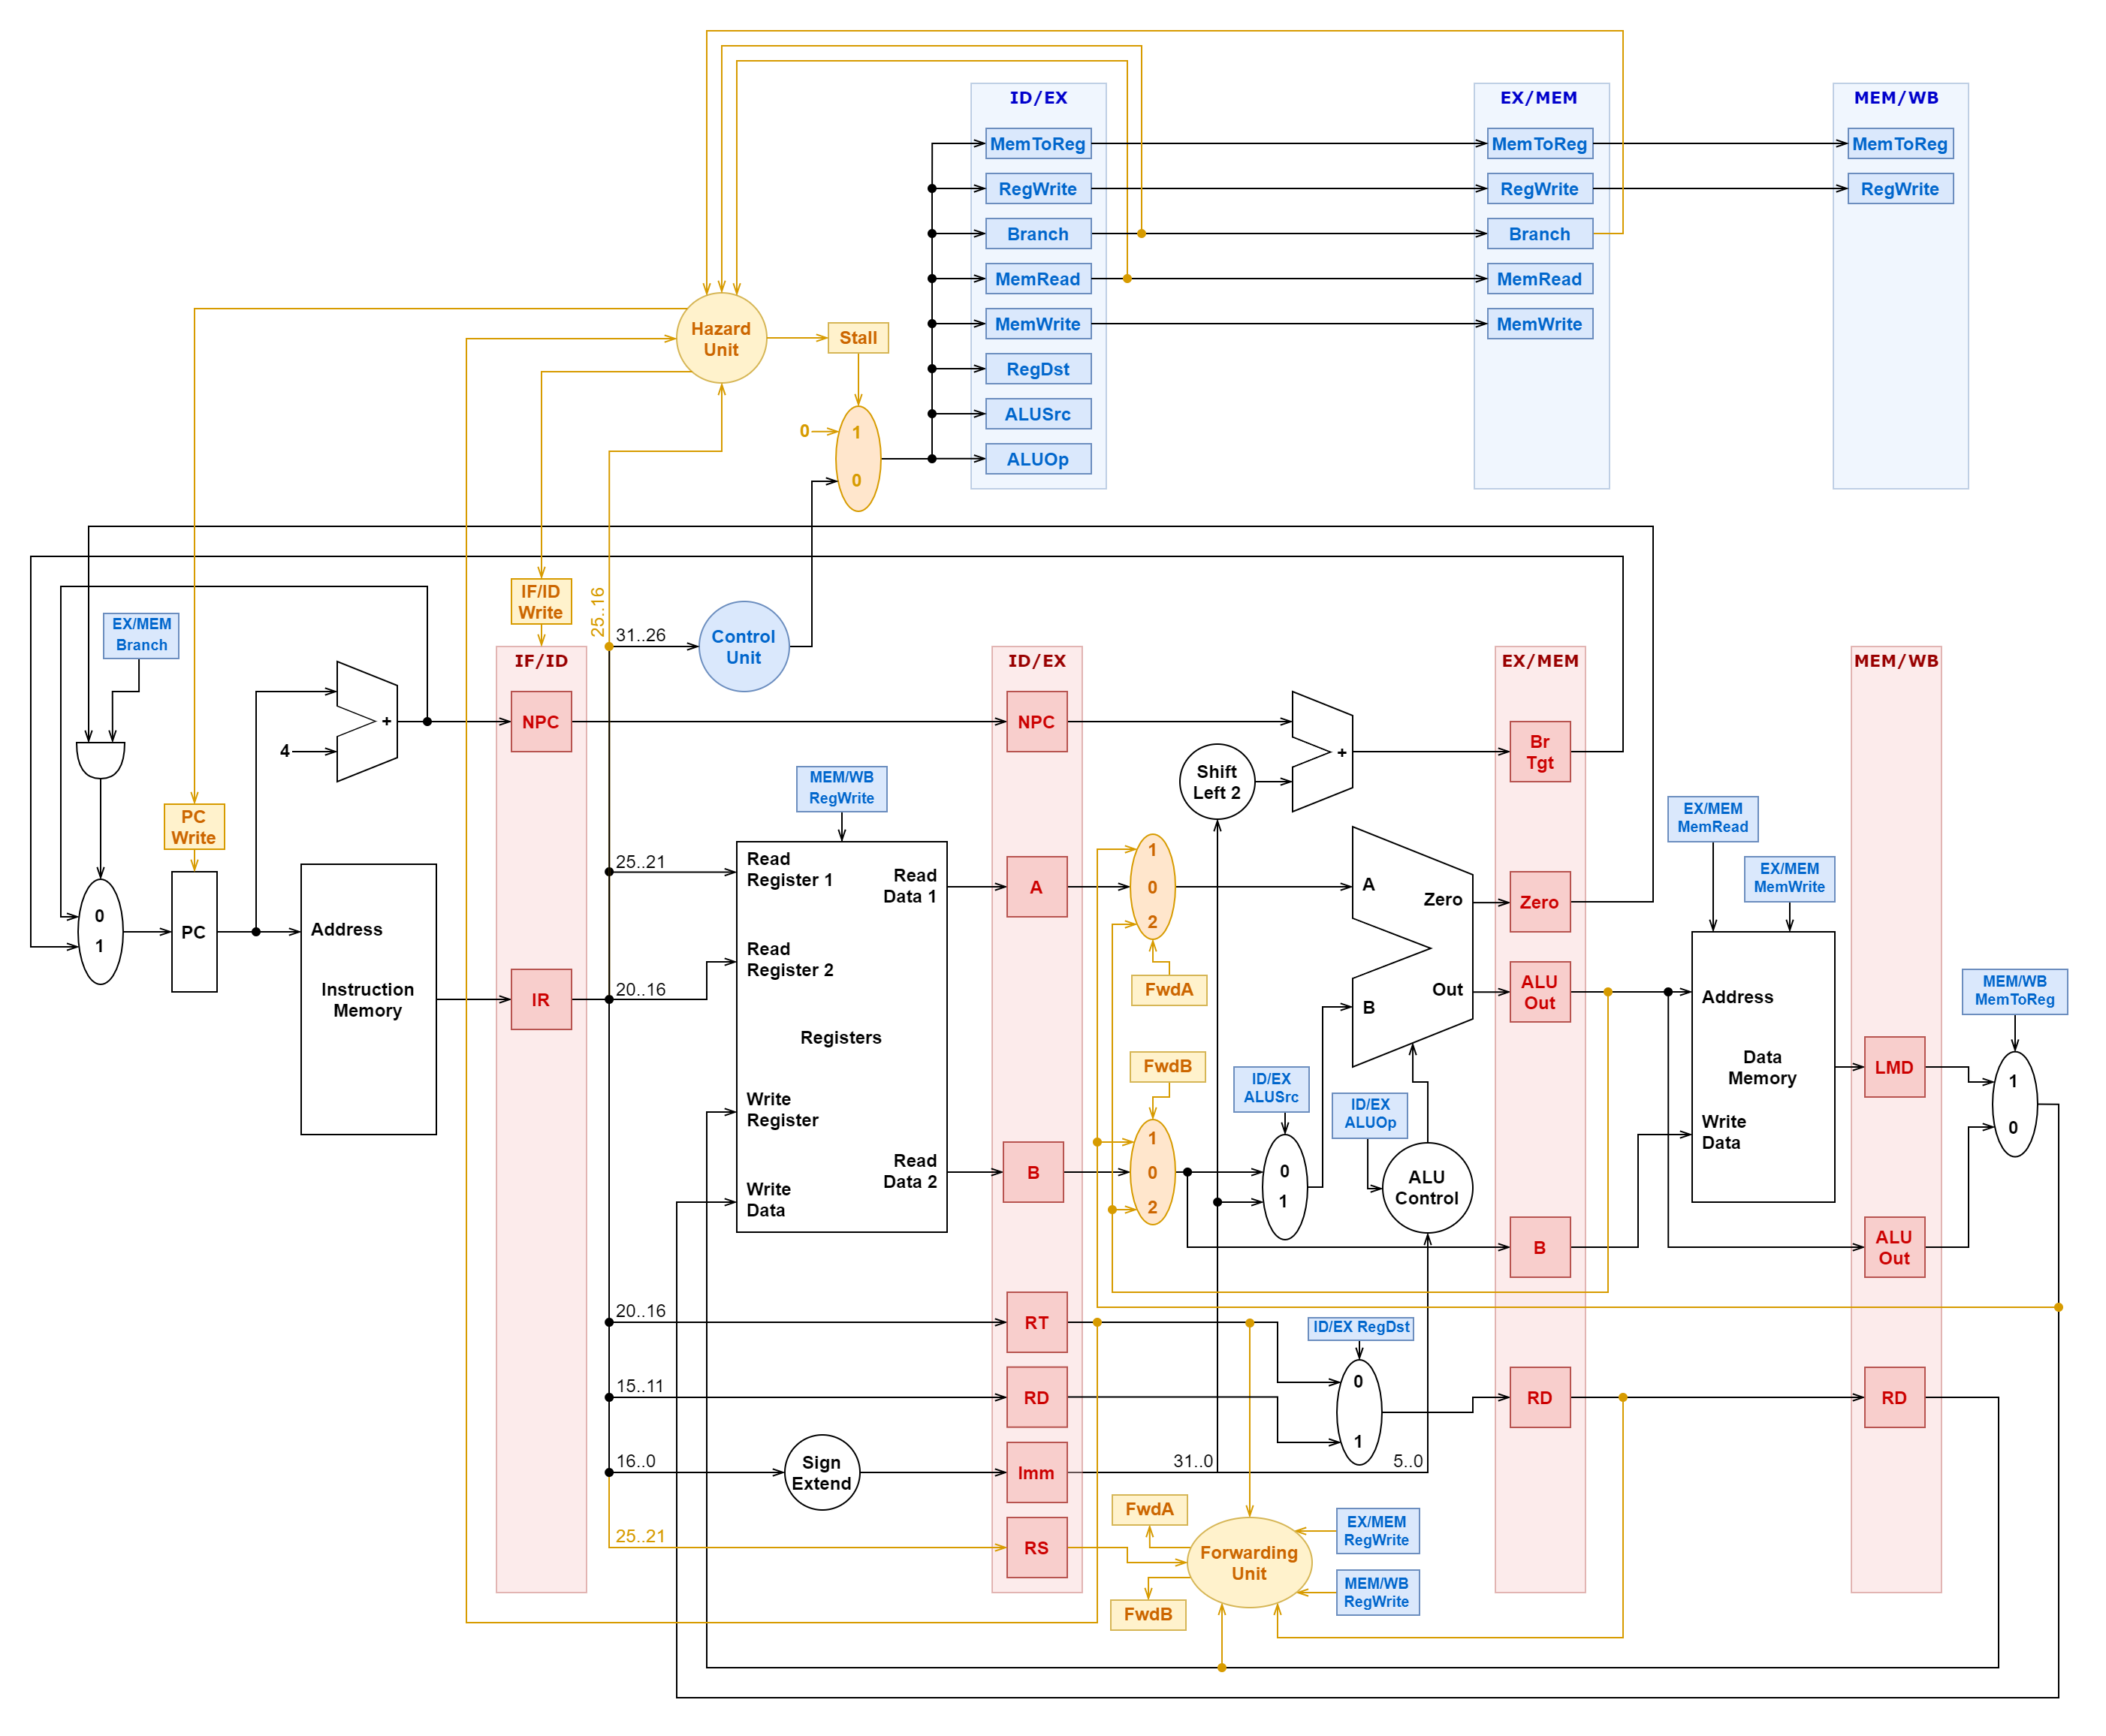 ID/EX
EX/MEM
MEM/WB
MemToReg
MemToReg
MemToReg
RegWrite
RegWrite
RegWrite
Branch
Branch
MemRead
MemRead
MemWrite
MemWrite
RegDst
ALUSrc
ALUOp
Hazard
Unit
Stall
0
1
0
IF/ID
Write
25..16
31..26
Control
Unit
EX/MEM
Branch
IF/ID
ID/EX
EX/MEM
MEM/WB
NPC
NPC
+
4
+
Br
Tgt
Shift
Left 2
MEM/WB
RegWrite
PC
Write
EX/MEM
MemRead
EX/MEM
MemWrite
0
1
PC
Address
Instruction
Memory
IR
25..21
20..16
Read
Register 1
Read
Data 1
Read
Register 2
Registers
Write
Register
Read
Data 2
Write
Data
A
B
1
0
2
FwdA
FwdB
1
0
2
ID/EX
ALUSrc
0
1
A
Zero
B
Out
ID/EX
ALUOp
ALU
Control
Zero
ALU
Out
B
Address
Data
Memory
Write
Data
LMD
ALU
Out
MEM/WB
MemToReg
1
0
20..16
RT
ID/EX RegDst
0
1
15..11
RD
RD
RD
16..0
Sign
Extend
Imm
31..0
5..0
25..21
RS
FwdA
Forwarding
Unit
FwdB
EX/MEM
RegWrite
MEM/WB
RegWrite